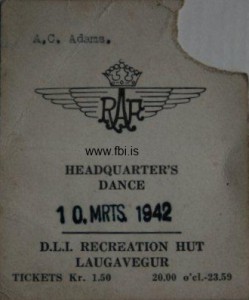 A.C. Adams.
RAF
www.fbi.is
HEADQUARTER'S
DANCE
10. MRTS. 1942
D.L.I. RECREATION HUT
LAUGAVEGUR
TICKETS Kr. 1.50 20.00 o'cl.-23.59